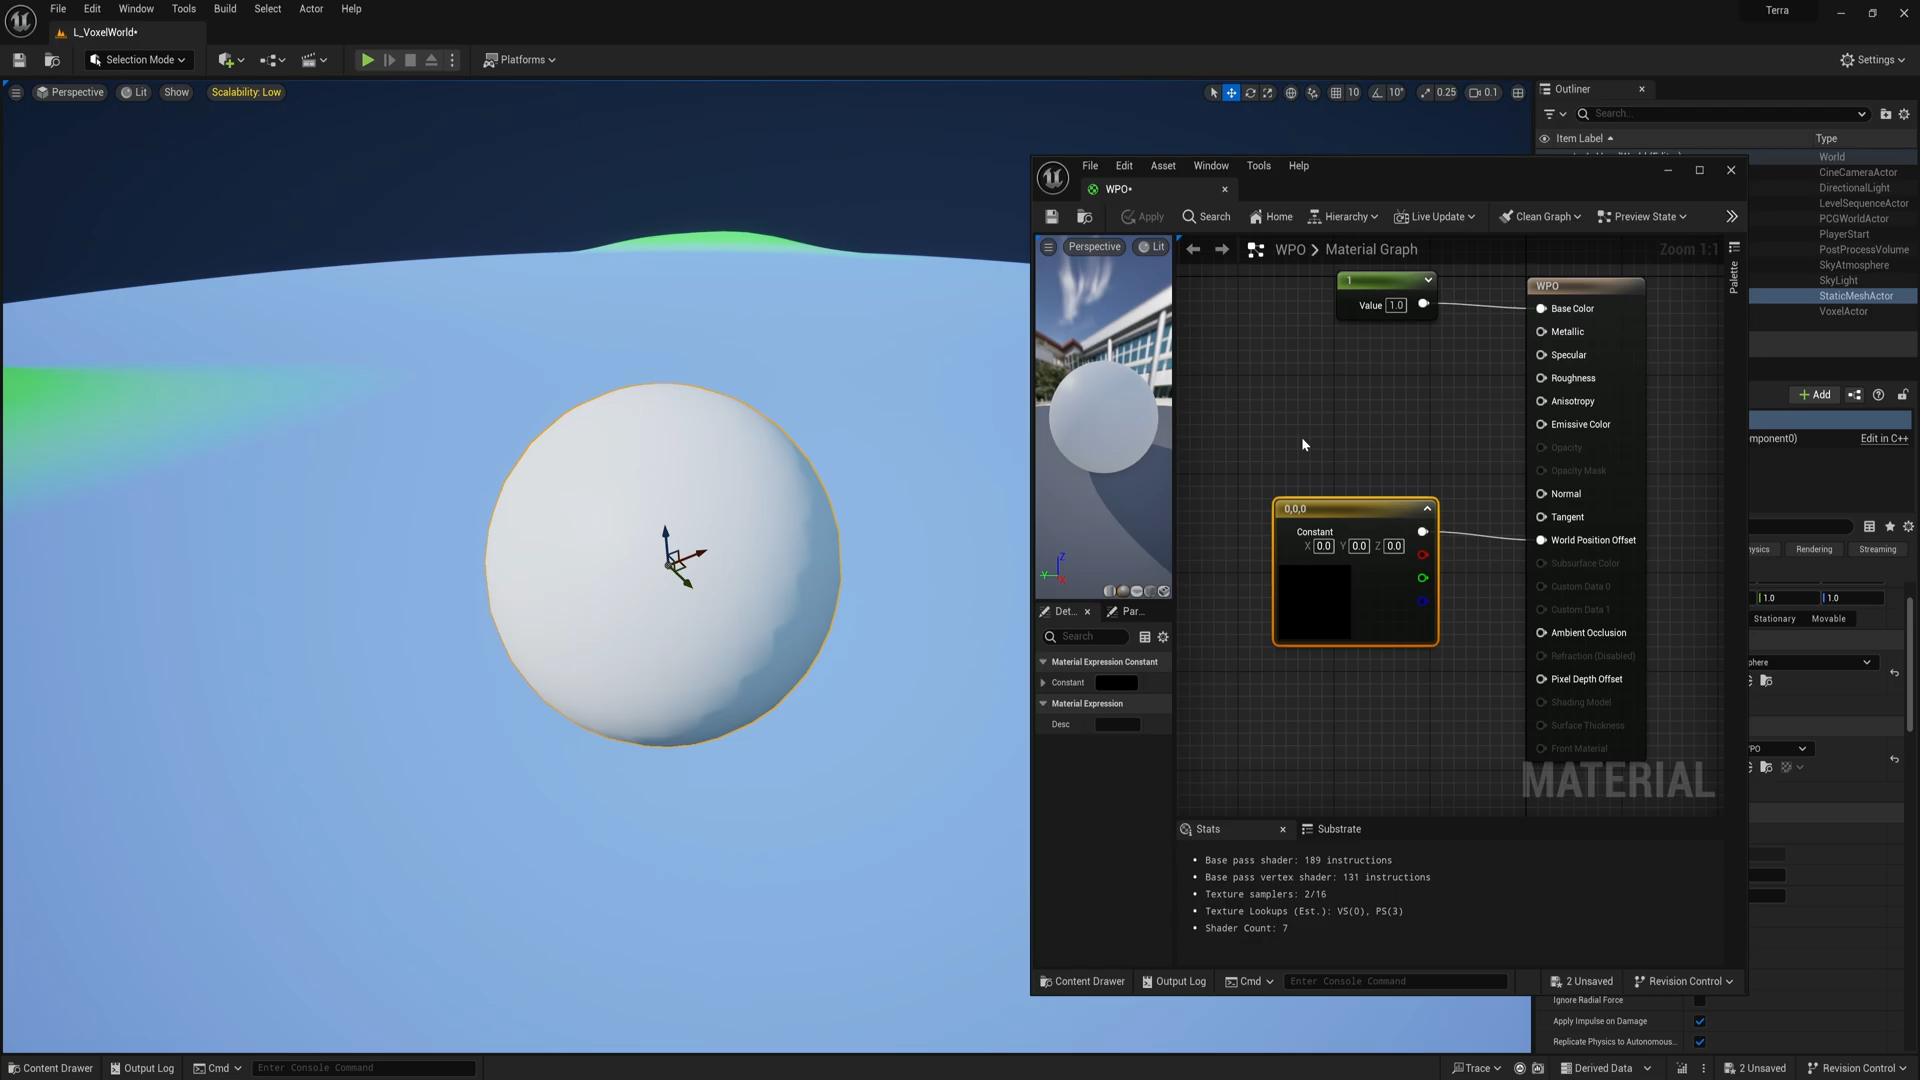 File Edit Window Tools Build Select Actor Help
Terra
L_VoxelWorld*
Selection Mode
Platforms
Settings
Perspective Lit Show Scalability: Low
10 10° 0.25 0.1
Outliner
Search...
Item Label Type
World
CineCameraActor
DirectionalLight
LevelSequenceActor
PCGWorldActor
PlayerStart
PostProcessVolume
SkyAtmosphere
SkyLight
StaticMeshActor
VoxelActor
Add
mponent0) Edit in C++
ysics Rendering Streaming
1.0 1.0
Stationary Movable
phere
PO
Ignore Radial Force
Apply Impulse on Damage
Replicate Physics to Autonomous...
File Edit Asset Window Tools Help
WPO*
Apply Search Home Hierarchy Live Update Clean Graph Preview State
Perspective Lit
WPO > Material Graph
Zoom 1:1
Palette
1
Value 1.0
WPO
Base Color
Metallic
Specular
Roughness
Anisotropy
Emissive Color
Opacity
Opacity Mask
Normal
Tangent
World Position Offset
Subsurface Color
Custom Data 0
Custom Data 1
Ambient Occlusion
Refraction (Disabled)
Pixel Depth Offset
Shading Model
Surface Thickness
Front Material
0,0,0
Constant
X 0.0 Y 0.0 Z 0.0
MATERIAL
Z
Y
X
Det... Par...
Search
Material Expression Constant
Constant
Material Expression
Desc
Stats Substrate
Base pass shader: 189 instructions
Base pass vertex shader: 131 instructions
Texture samplers: 2/16
Texture Lookups (Est.): VS(0), PS(3)
Shader Count: 7
Content Drawer Output Log Cmd Enter Console Command 2 Unsaved Revision Control
Content Drawer Output Log Cmd Enter Console Command Trace Derived Data 2 Unsaved Revision Control